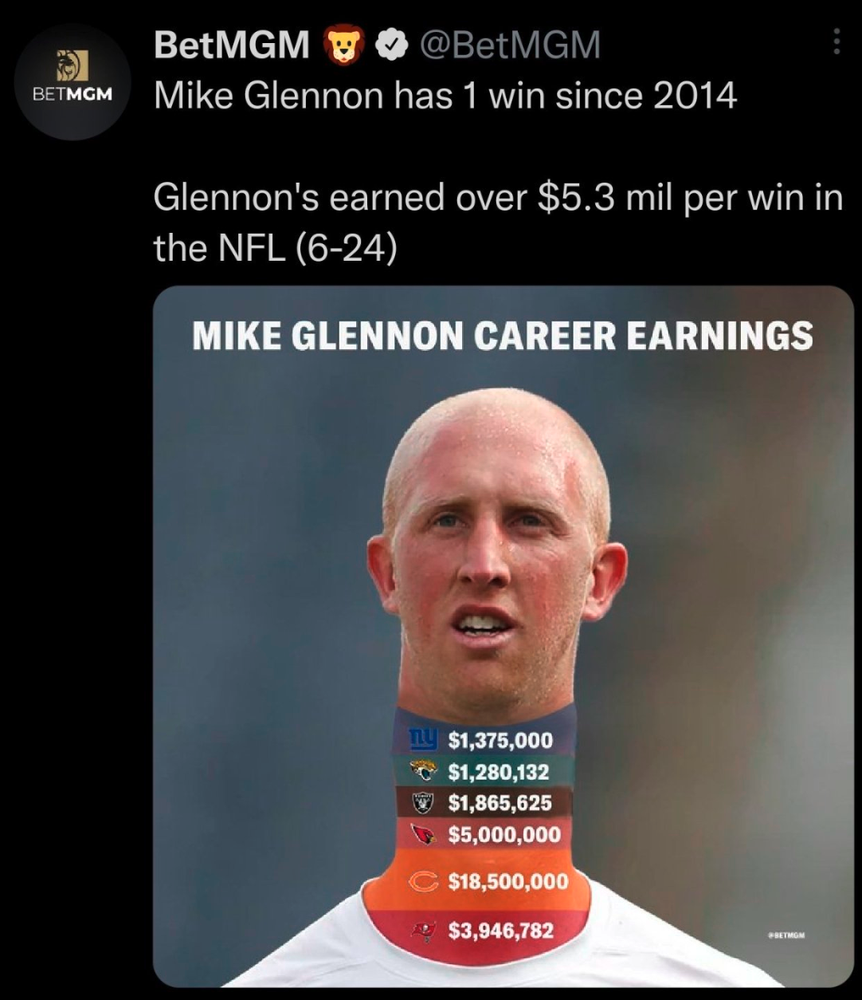 BetMGM 🦁 @BetMGM
BETMGM
Mike Glennon has 1 win since 2014
Glennon's earned over $5.3 mil per win in
the NFL (6-24)
MIKE GLENNON CAREER EARNINGS
ny $1,375,000
$1,280,132
$1,865,625
$5,000,000
C $18,500,000
$3,946,782
@BETMGM